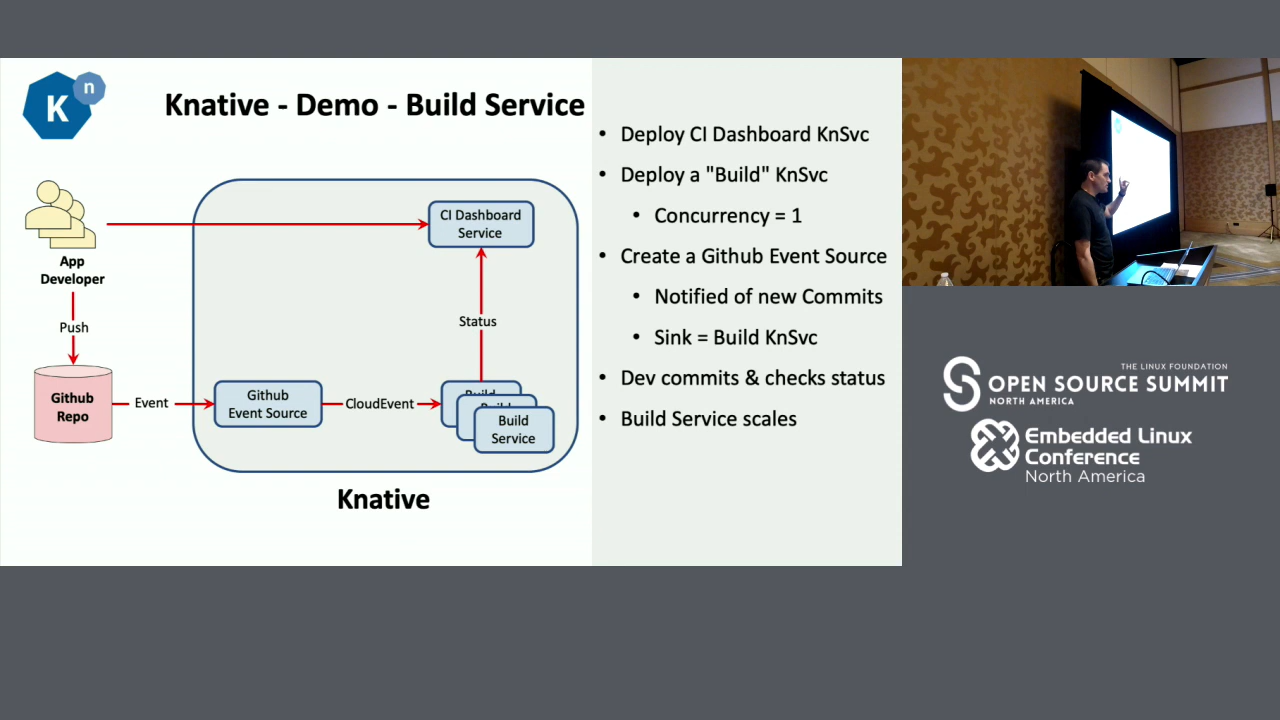 K
n
Knative - Demo - Build Service
App
Developer
Push
Github
Repo
Event
Github
Event Source
CloudEvent
CI Dashboard
Service
Status
Build
Build
Build
Service
Knative
• Deploy CI Dashboard KnSvc
• Deploy a "Build" KnSvc
• Concurrency = 1
• Create a Github Event Source
• Notified of new Commits
• Sink = Build KnSvc
• Dev commits & checks status
• Build Service scales
THE LINUX FOUNDATION
OPEN SOURCE SUMMIT
NORTH AMERICA
Embedded Linux
Conference
North America